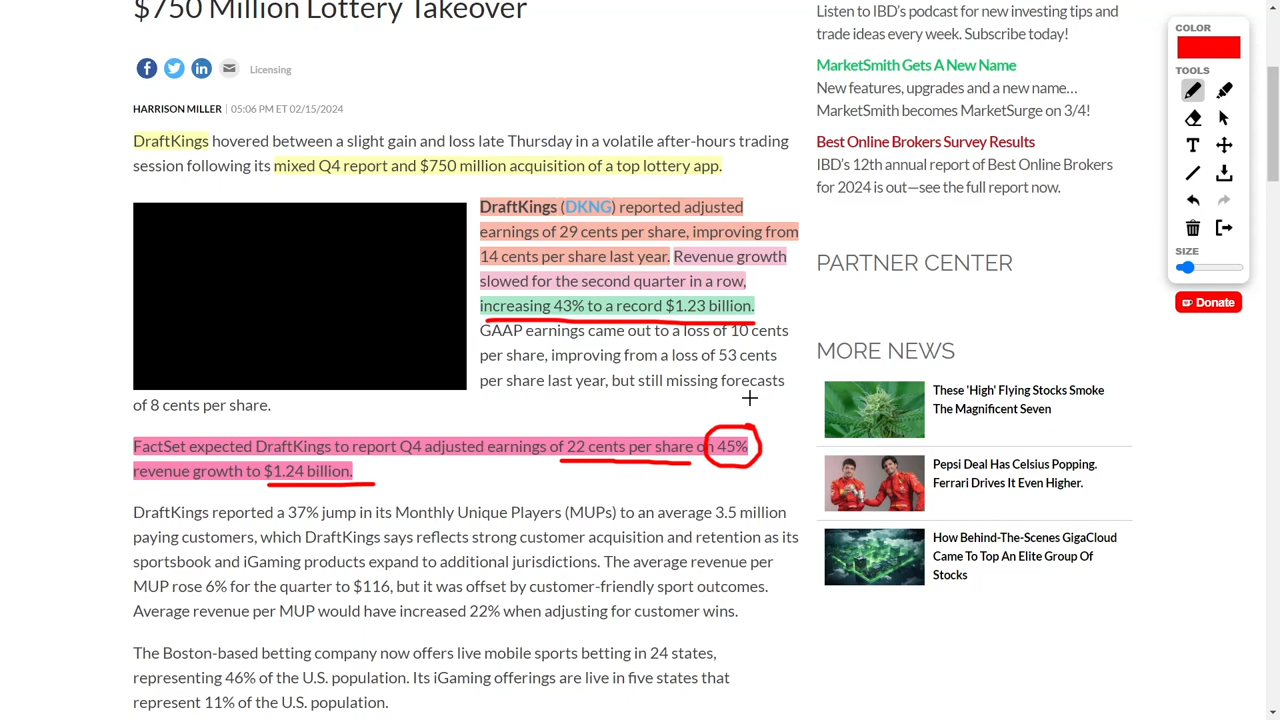 $750 Million Lottery Takeover
Licensing
HARRISON MILLER | 05:06 PM ET 02/15/2024
DraftKings hovered between a slight gain and loss late Thursday in a volatile after-hours trading
session following its mixed Q4 report and $750 million acquisition of a top lottery app.
DraftKings (DKNG) reported adjusted
earnings of 29 cents per share, improving from
14 cents per share last year. Revenue growth
slowed for the second quarter in a row,
increasing 43% to a record $1.23 billion.
GAAP earnings came out to a loss of 10 cents
per share, improving from a loss of 53 cents
per share last year, but still missing forecasts
of 8 cents per share.
FactSet expected DraftKings to report Q4 adjusted earnings of 22 cents per share on 45%
revenue growth to $1.24 billion.
DraftKings reported a 37% jump in its Monthly Unique Players (MUPs) to an average 3.5 million
paying customers, which DraftKings says reflects strong customer acquisition and retention as its
sportsbook and iGaming products expand to additional jurisdictions. The average revenue per
MUP rose 6% for the quarter to $116, but it was offset by customer-friendly sport outcomes.
Average revenue per MUP would have increased 22% when adjusting for customer wins.
The Boston-based betting company now offers live mobile sports betting in 24 states,
representing 46% of the U.S. population. Its iGaming offerings are live in five states that
represent 11% of the U.S. population.
Listen to IBD's podcast for new investing tips and
trade ideas every week. Subscribe today!
MarketSmith Gets A New Name
New features, upgrades and a new name…
MarketSmith becomes MarketSurge on 3/4!
Best Online Brokers Survey Results
IBD's 12th annual report of Best Online Brokers
for 2024 is out—see the full report now.
PARTNER CENTER
MORE NEWS
These 'High' Flying Stocks Smoke
The Magnificent Seven
Pepsi Deal Has Celsius Popping.
Ferrari Drives It Even Higher.
How Behind-The-Scenes GigaCloud
Came To Top An Elite Group Of
Stocks
COLOR
TOOLS
SIZE
Donate